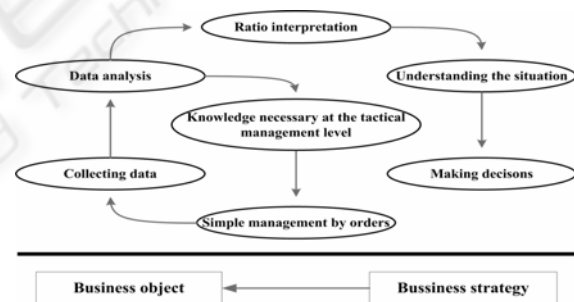 Ratio interpretation
Data analysis
Understanding the situation
Knowledge necessary at the tactical
management level
Collecting data
Making decisons
Simple management by orders
Business object
Bussiness strategy